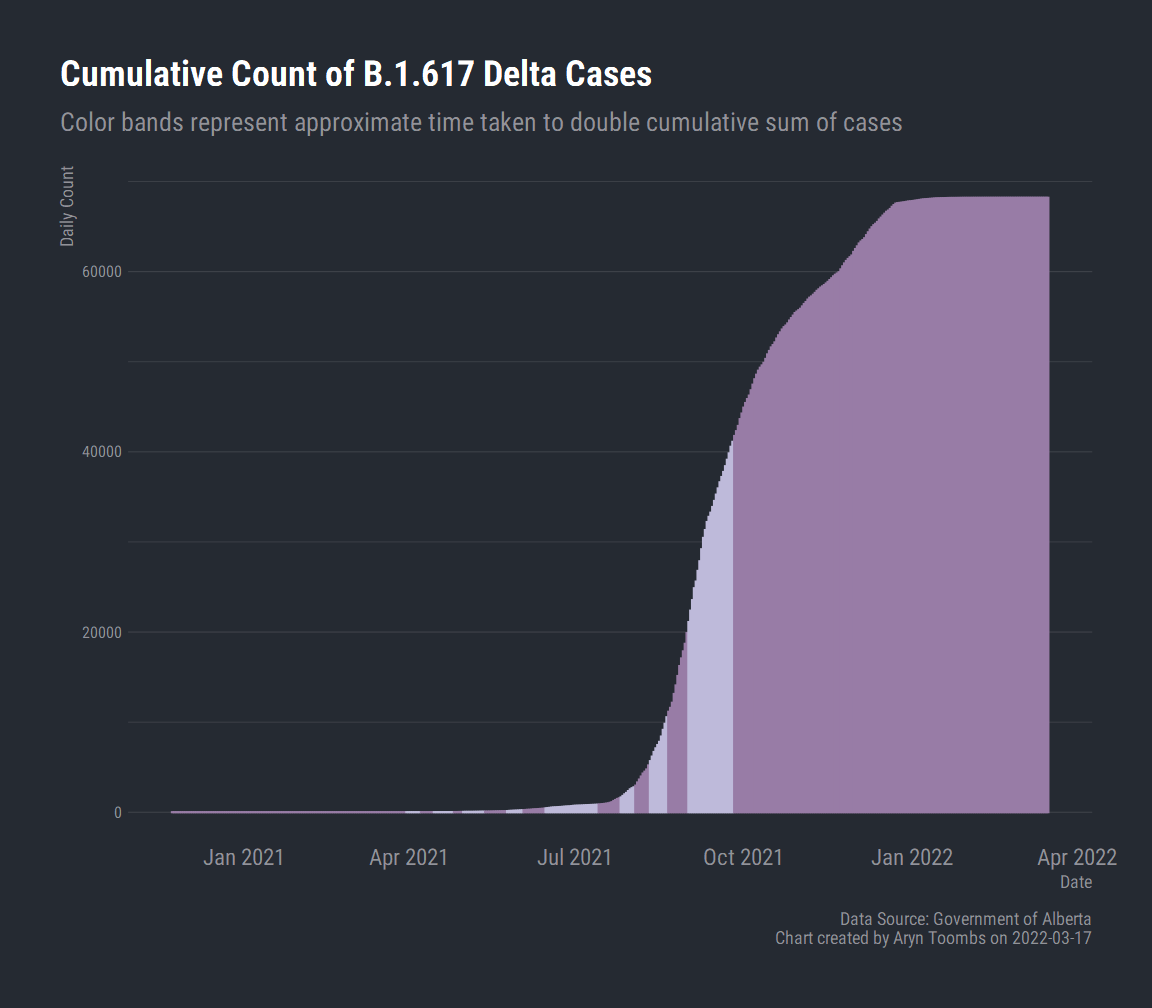 Cumulative Count of B.1.617 Delta Cases
Color bands represent approximate time taken to double cumulative sum of cases
Daily Count
60000
40000
20000
0
Jan 2021 Apr 2021 Jul 2021 Oct 2021 Jan 2022 Apr 2022
Date
Data Source: Government of Alberta
Chart created by Aryn Toombs on 2022-03-17